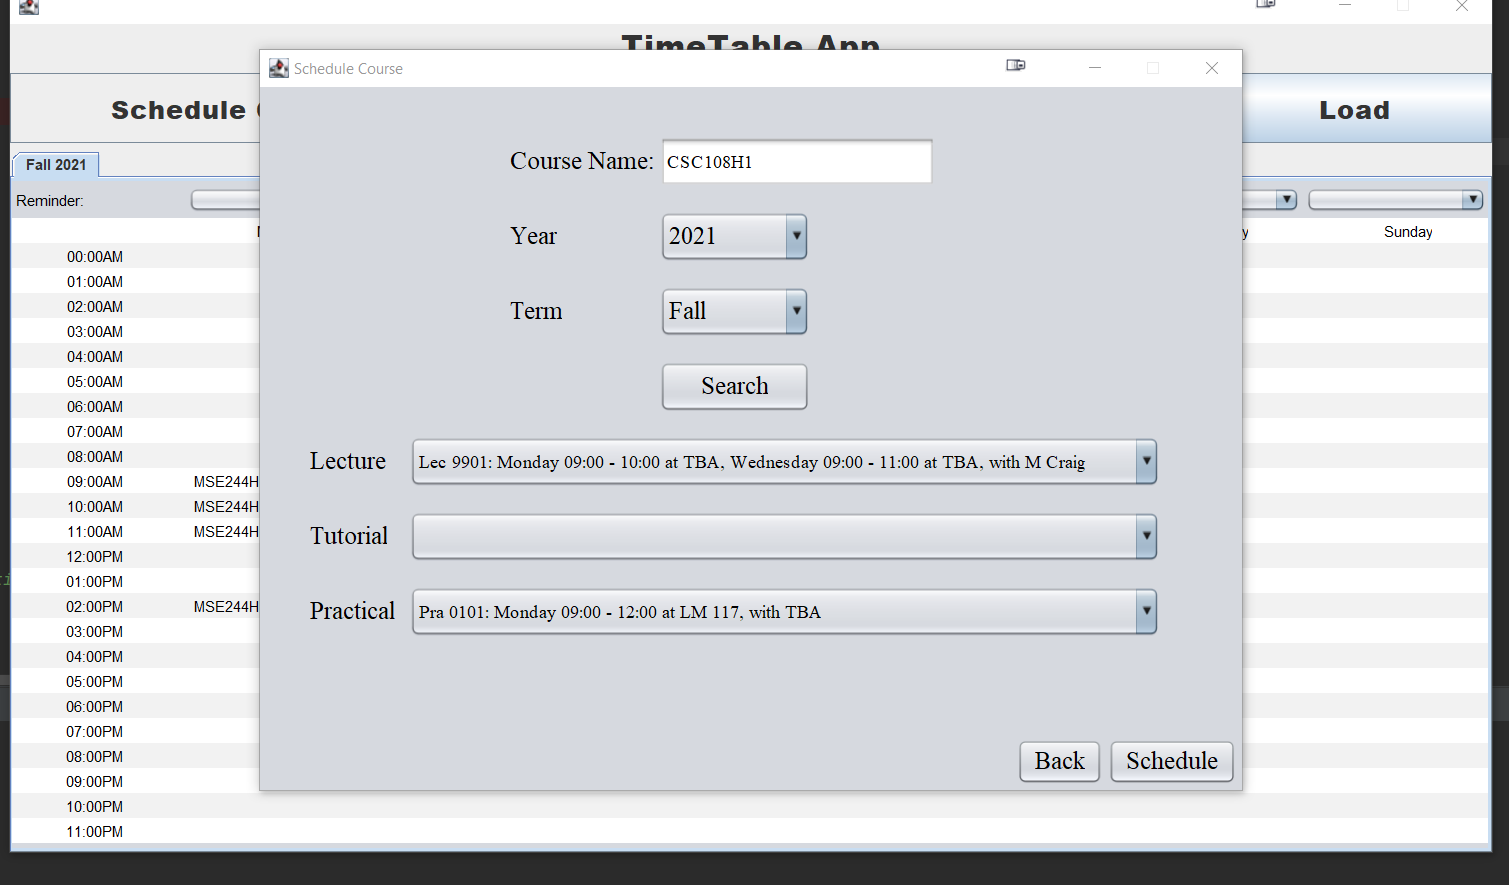 TimeTable App
Schedule Course
Schedule
Load
Course Name: CSC108H1
Fall 2021
Reminder:
Year 2021
Sunday
00:00AM
01:00AM
02:00AM
Term Fall
03:00AM
04:00AM
05:00AM
Search
06:00AM
07:00AM
08:00AM
Lecture Lec 9901: Monday 09:00 - 10:00 at TBA, Wednesday 09:00 - 11:00 at TBA, with M Craig
09:00AM MSE244H
10:00AM MSE244H
11:00AM MSE244H
Tutorial
12:00PM
01:00PM
02:00PM MSE244H
Practical Pra 0101: Monday 09:00 - 12:00 at LM 117, with TBA
03:00PM
04:00PM
05:00PM
06:00PM
07:00PM
08:00PM
Back Schedule
09:00PM
10:00PM
11:00PM